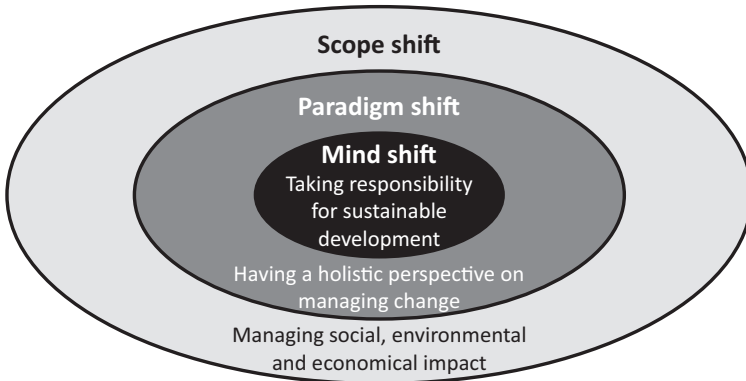 Scope shift
Paradigm shift
Mind shift
Taking responsibility
for sustainable
development
Having a holistic perspective on
managing change
Managing social, environmental
and economical impact